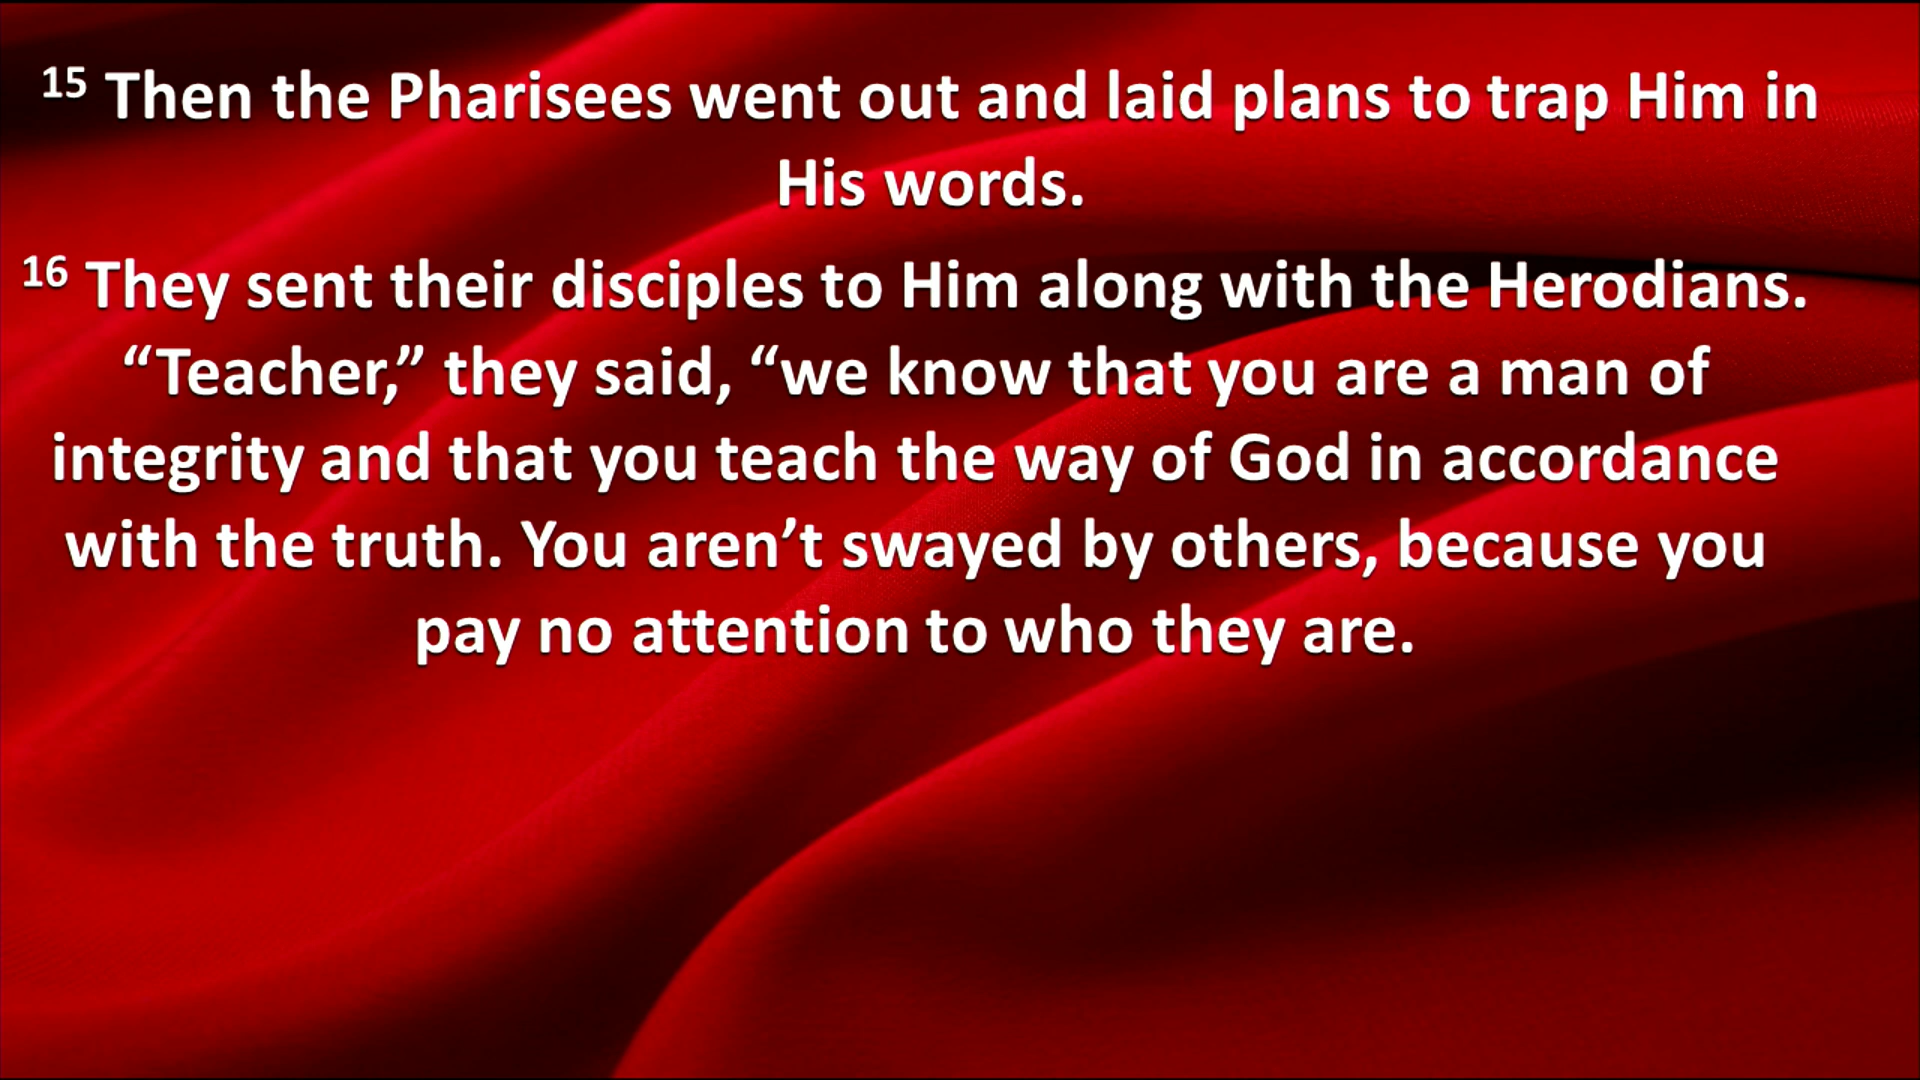 15 Then the Pharisees went out and laid plans to trap Him in
His words.
16 They sent their disciples to Him along with the Herodians.
“Teacher,” they said, “we know that you are a man of
integrity and that you teach the way of God in accordance
with the truth. You aren’t swayed by others, because you
pay no attention to who they are.